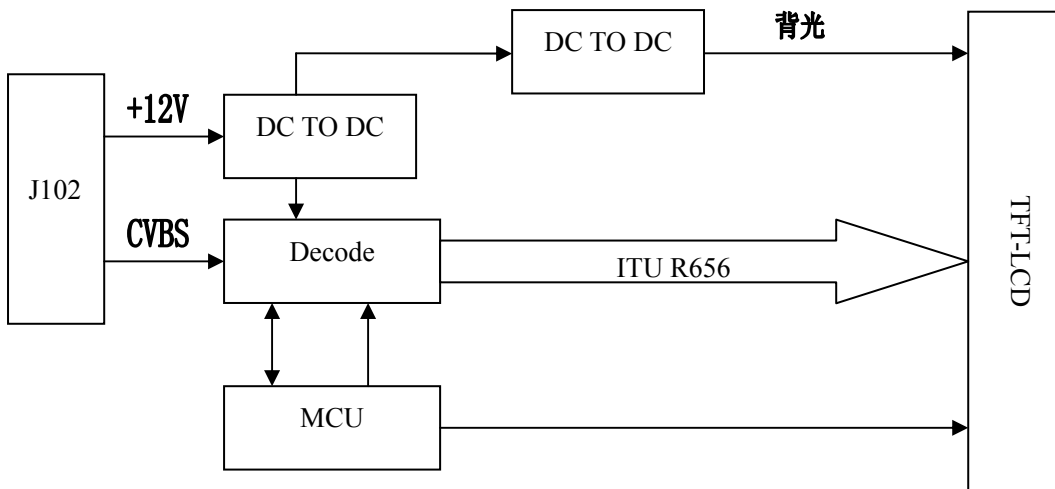 DC TO DC
背光
+12V
DC TO DC
J102
CVBS
Decode
ITU R656
TFT-LCD
MCU